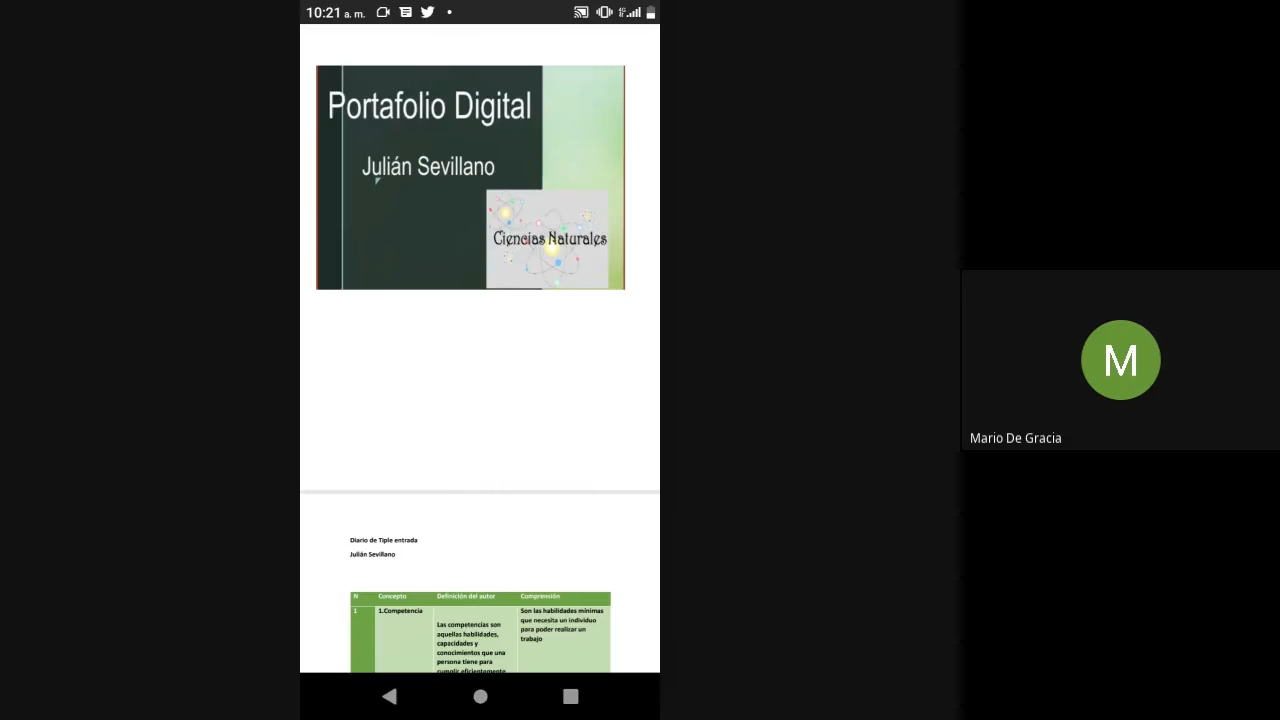 10:21 a. m.
Portafolio Digital
Julián Sevillano
Ciencias Naturales
Diario de Tiple entrada
Julián Sevillano
N Concepto Definición del autor Comprensión
1 1.Competencia
Las competencias son
aquellas habilidades,
capacidades y
conocimientos que una
persona tiene para
cumplir eficientemente
Son las habilidades mínimas
que necesita un individuo
para poder realizar un
trabajo
M
Mario De Gracia